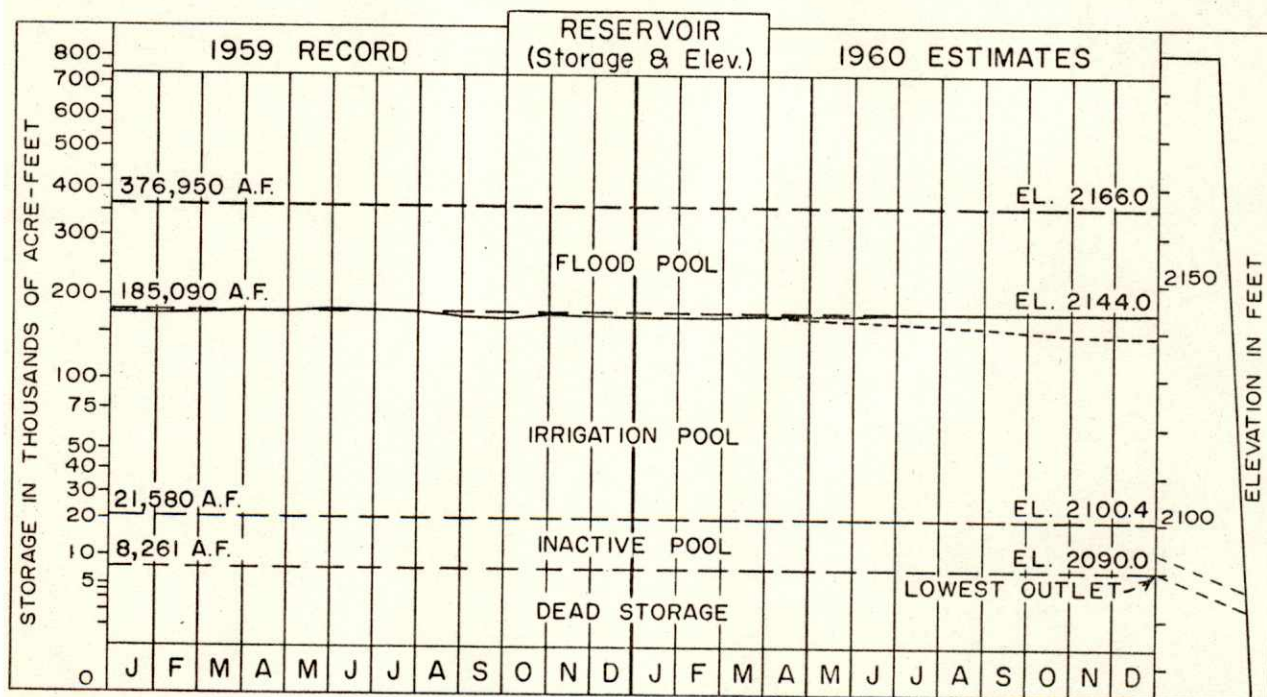 RESERVOIR
(Storage & Elev.)
1959 RECORD
1960 ESTIMATES
STORAGE IN THOUSANDS OF ACRE-FEET
800
700
600
500
400
300
200
100
75
50
40
30
20
10
5
0
376,950 A.F.
EL. 2166.0
FLOOD POOL
185,090 A.F.
EL. 2144.0
IRRIGATION POOL
21,580 A.F.
EL. 2100.4
INACTIVE POOL
8,261 A.F.
EL. 2090.0
LOWEST OUTLET
DEAD STORAGE
2150
2100
ELEVATION IN FEET
J F M A M J J A S O N D J F M A M J J A S O N D